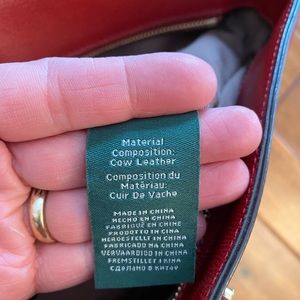 Material
Composition:
Cow Leather
Composition du
Matériau:
Cuir De Vache
MADE IN CHINA
HECHO EN CHINA
FABRIQUÉ EN CHINE
PRODOTTO IN CINA
HERGESTELLT IN CHINA
FABRICADO NA CHINA
VERVAARDIGD IN CHINA
FREMSTILLET I KINA
СДЕЛАНО В КИТАЕ